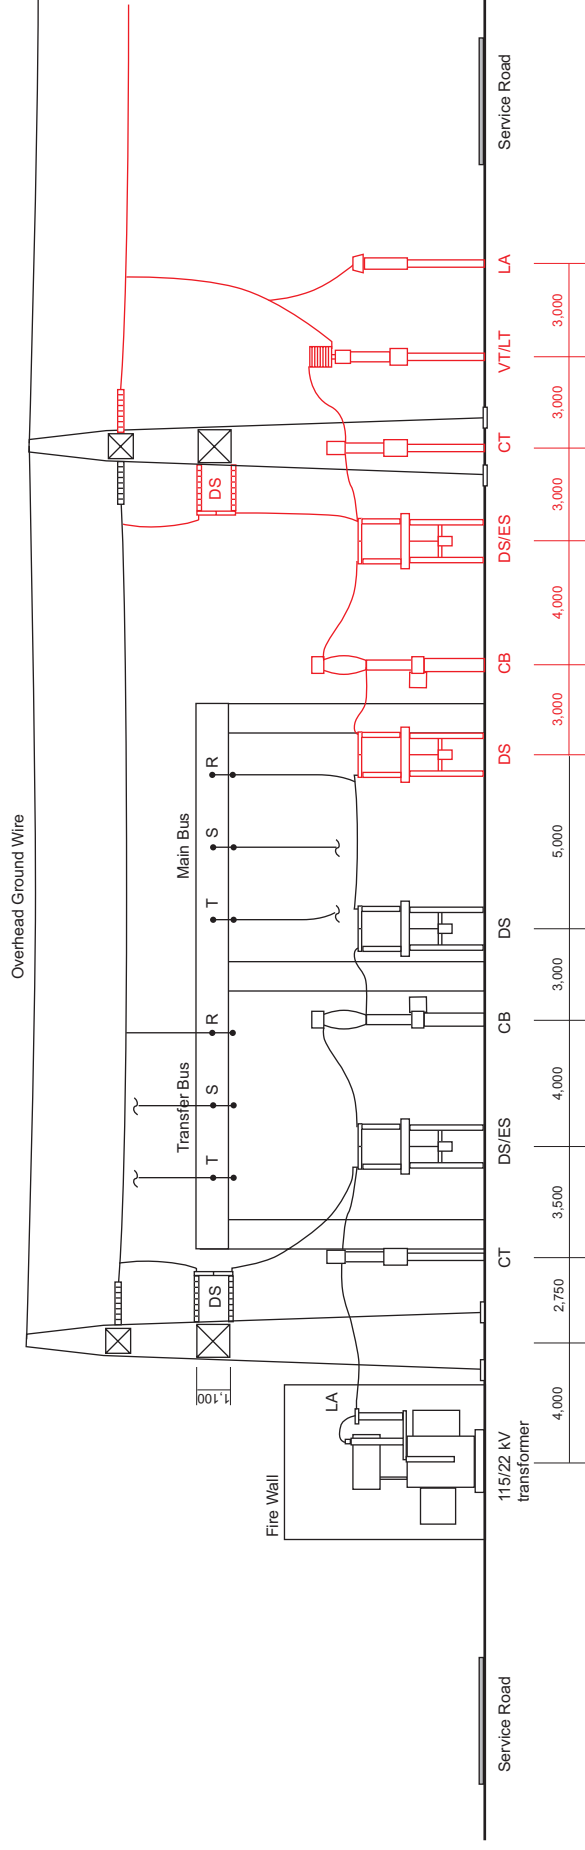 Overhead Ground Wire
Transfer Bus
Main Bus
T
S
R
T
S
R
DS
DS
1,100
Fire Wall
LA
Service Road
115/22 kV
transformer
CT
DS/ES
CB
DS
DS
CB
DS/ES
CT
VT/LT
LA
Service Road
4,000
2,750
3,500
4,000
3,000
5,000
3,000
4,000
3,000
3,000
3,000